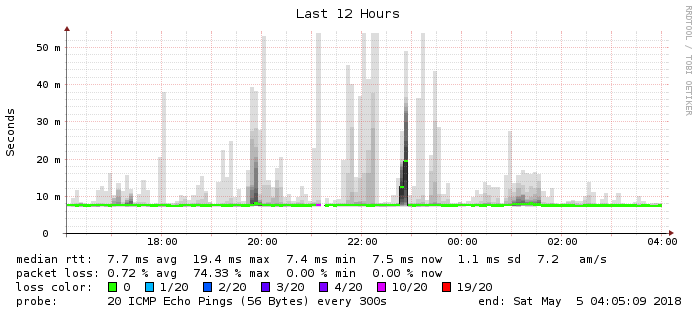 Last 12 Hours
RRDTOOL / TOBI OETIKER
Seconds
50 m
40 m
30 m
20 m
10 m
0
18:00 20:00 22:00 00:00 02:00 04:00
median rtt: 7.7 ms avg 19.4 ms max 7.4 ms min 7.5 ms now 1.1 ms sd 7.2 am/s
packet loss: 0.72 % avg 74.33 % max 0.00 % min 0.00 % now
loss color: 0 1/20 2/20 3/20 4/20 10/20 19/20
probe: 20 ICMP Echo Pings (56 Bytes) every 300s end: Sat May 5 04:05:09 2018